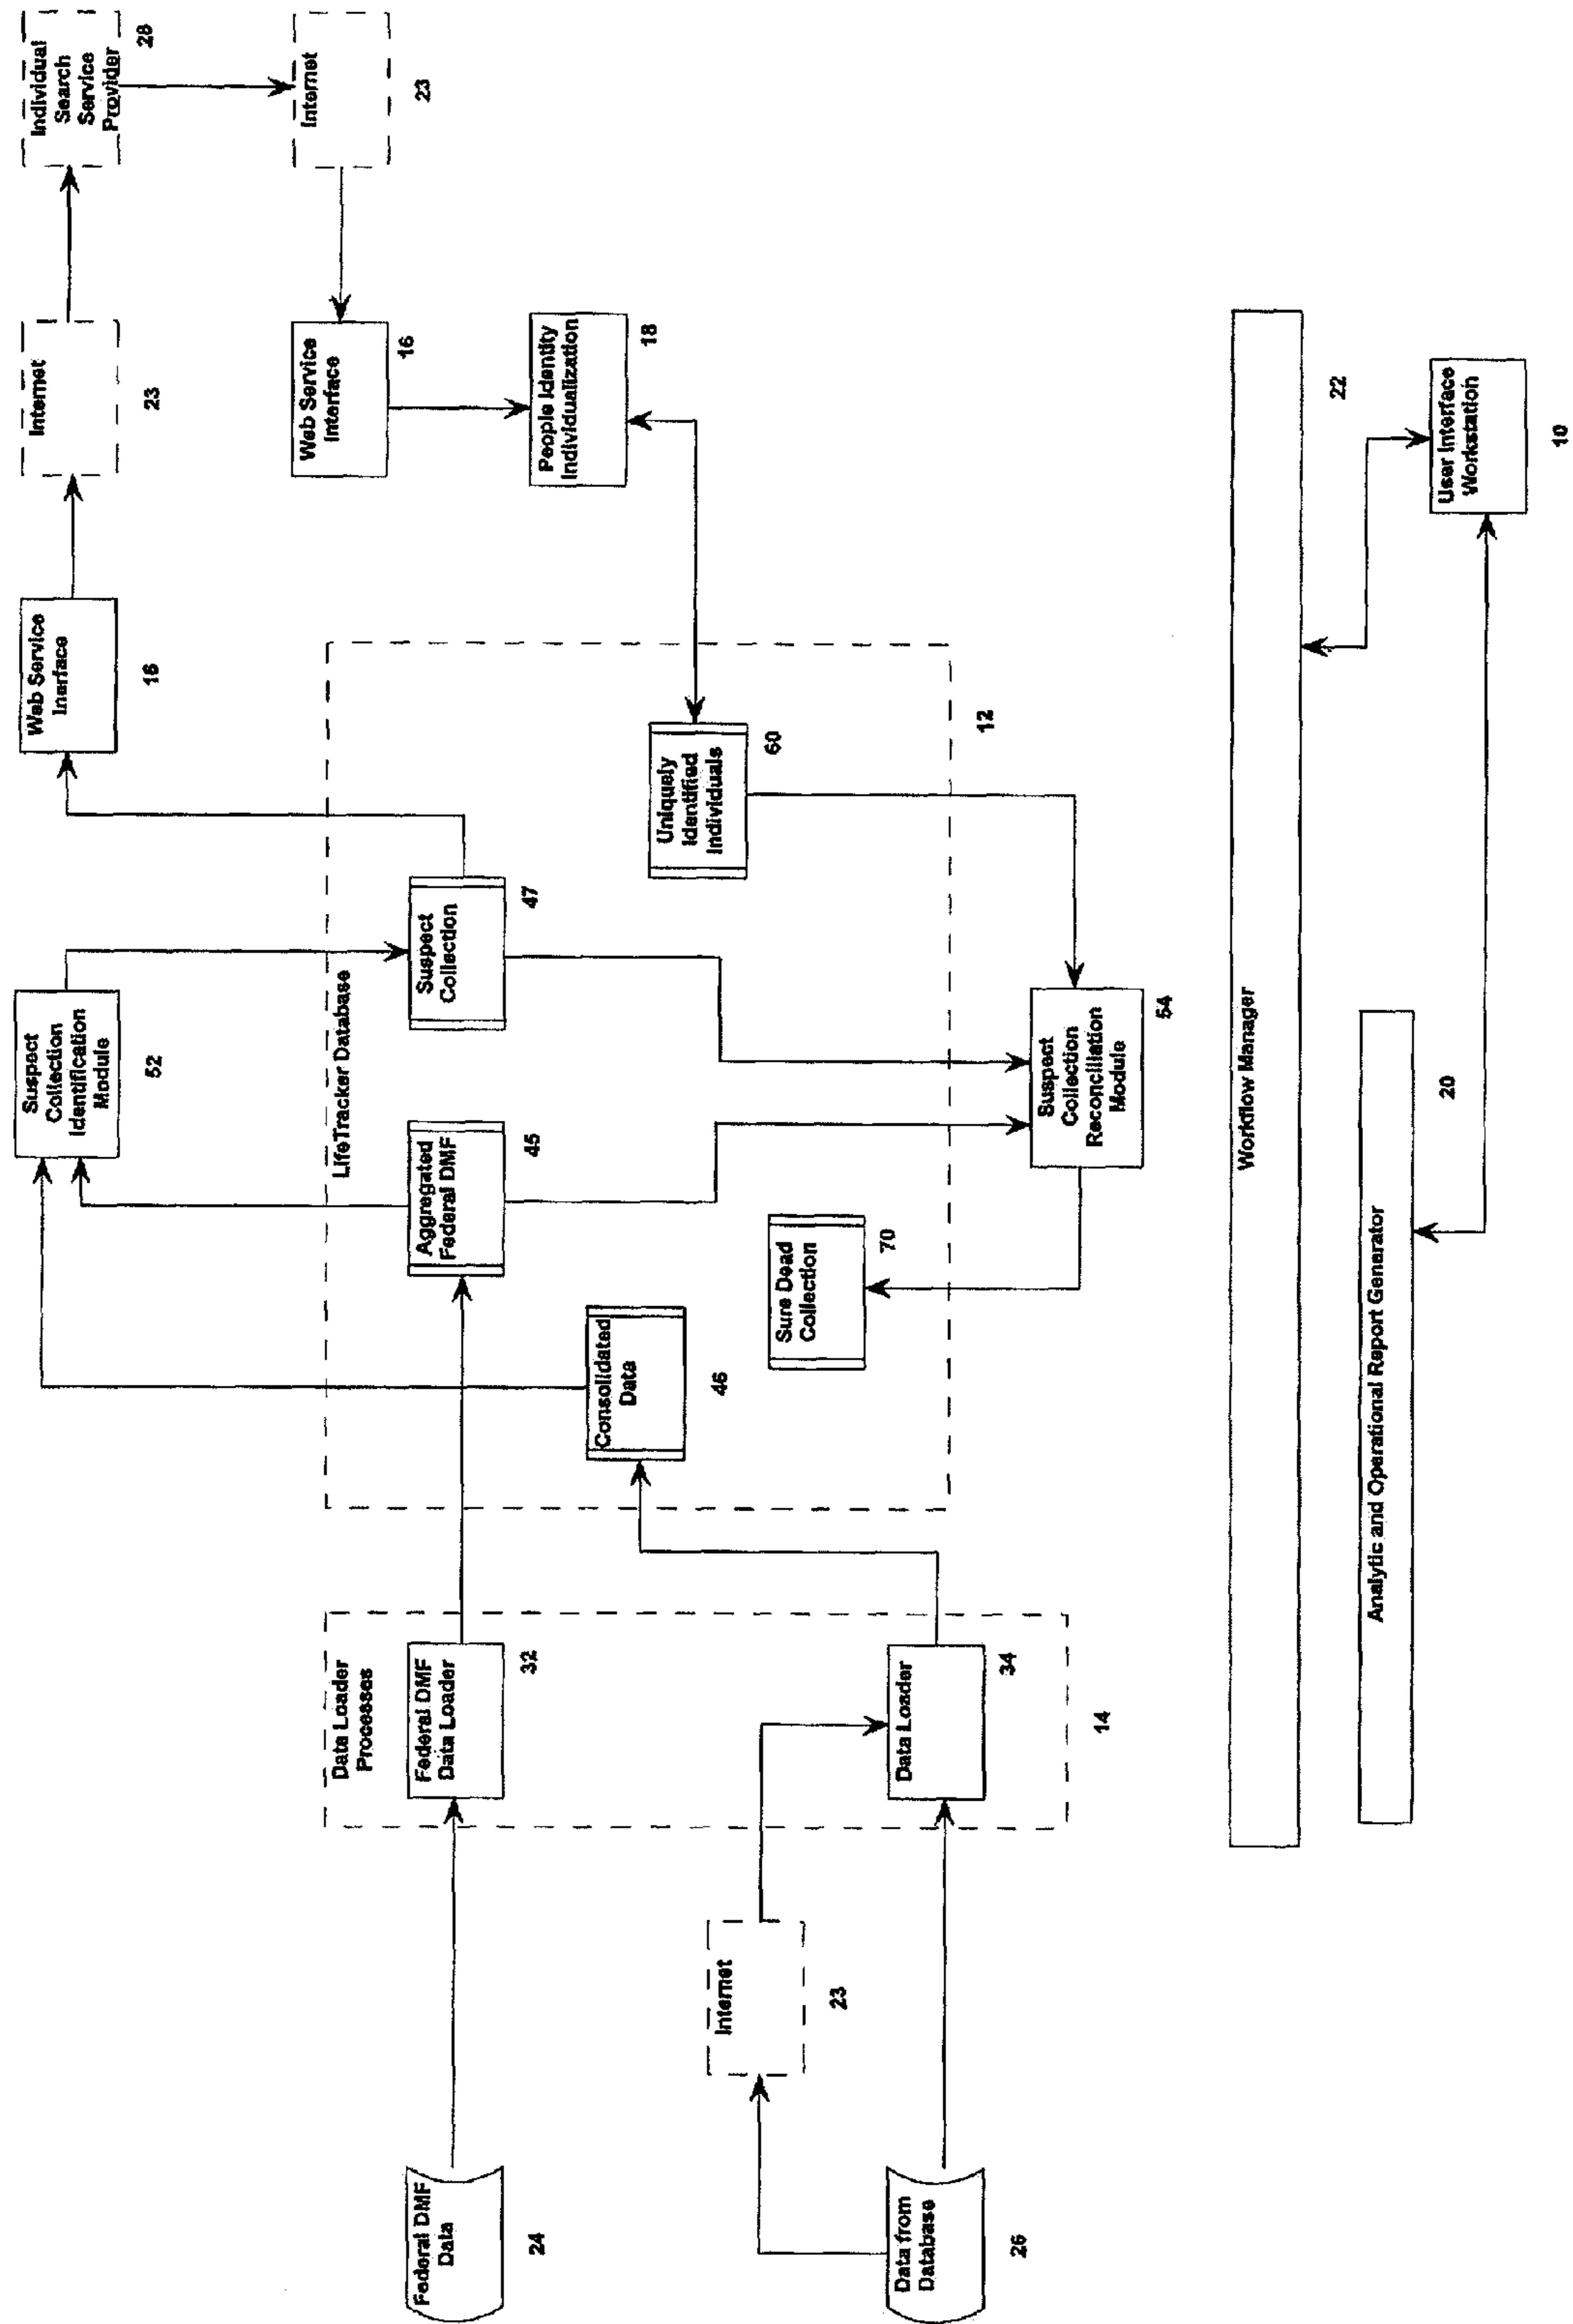 Federal DMF
Data
24
Data from
Database
26
Internet
23
Data Loader
Processes
Federal DMF
Data Loader
32
Data Loader
34
14
LifeTracker Database
Consolidated
Data
46
Aggregated
Federal DMF
45
Sure Dead
Collection
70
Suspect
Collection
47
Uniquely
Identified
Individuals
60
12
Suspect
Collection
Identification
Module
52
Suspect
Collection
Reconciliation
Module
54
Web Service
Inerface
16
Internet
23
Individual
Search
Service
Provider
28
Internet
23
Web Service
Interface
16
People Identity
Individualization
18
Workflow Manager
22
Analytic and Operational Report Generator
20
User Interface
Workstation
10